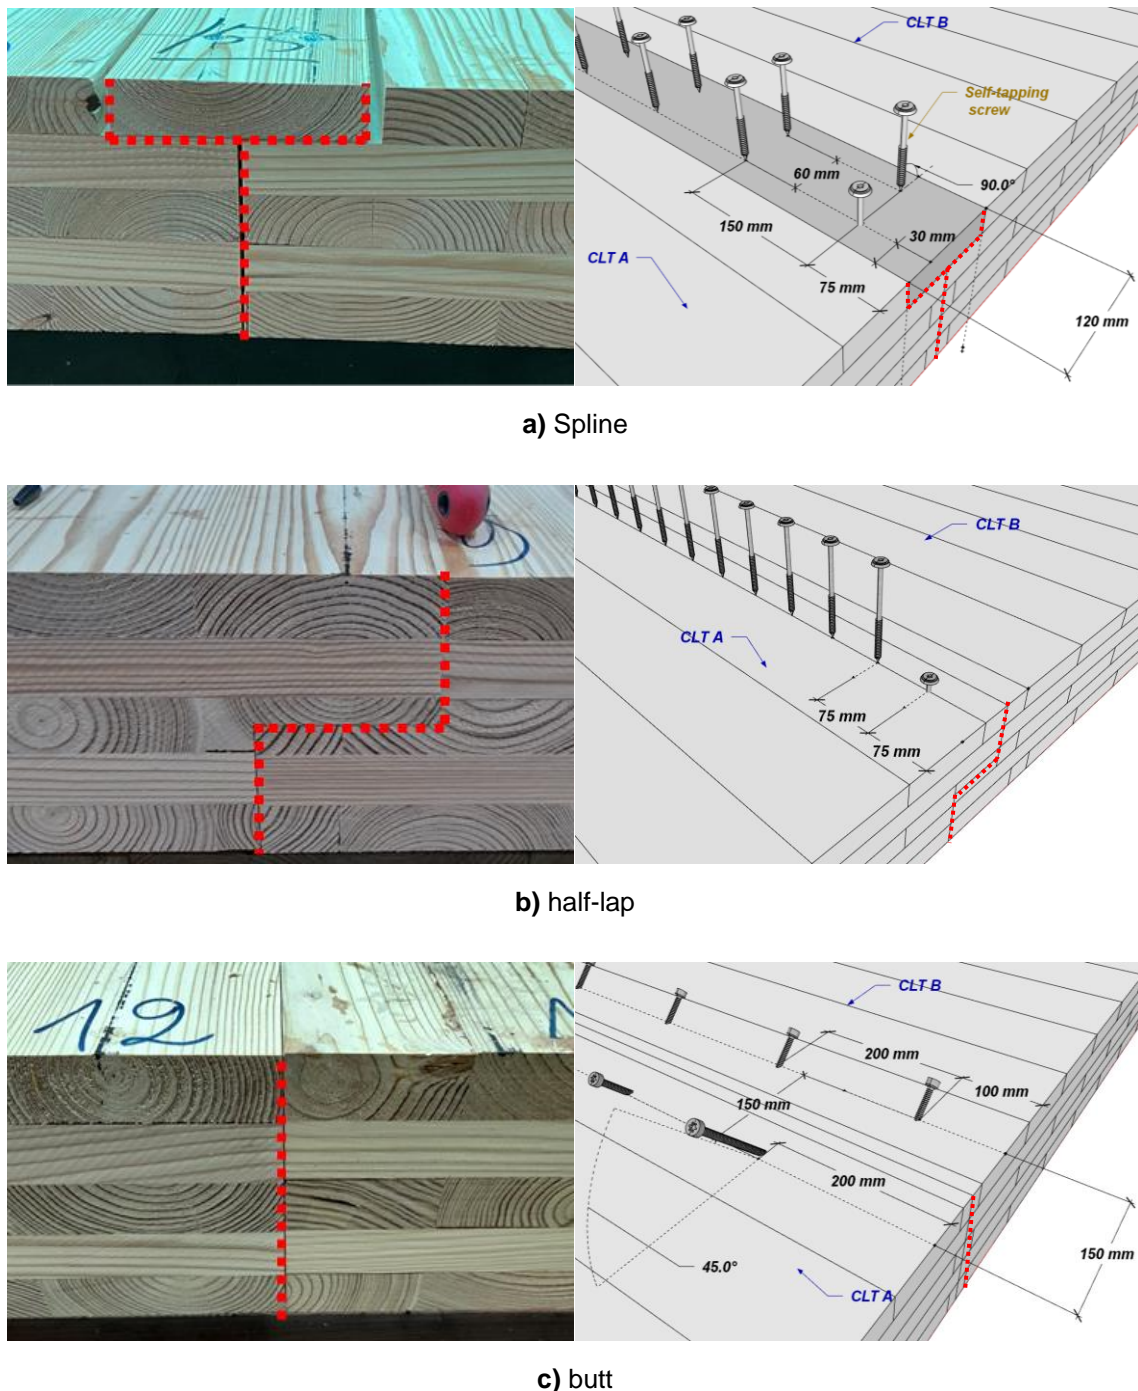 CLT B
Self-tapping
screw
90.0°
60 mm
150 mm
30 mm
CLT A
75 mm
120 mm
a) Spline
CLT B
CLT A
75 mm
75 mm
b) half-lap
12
CLT B
200 mm
100 mm
150 mm
200 mm
45.0°
CLT A
150 mm
c) butt